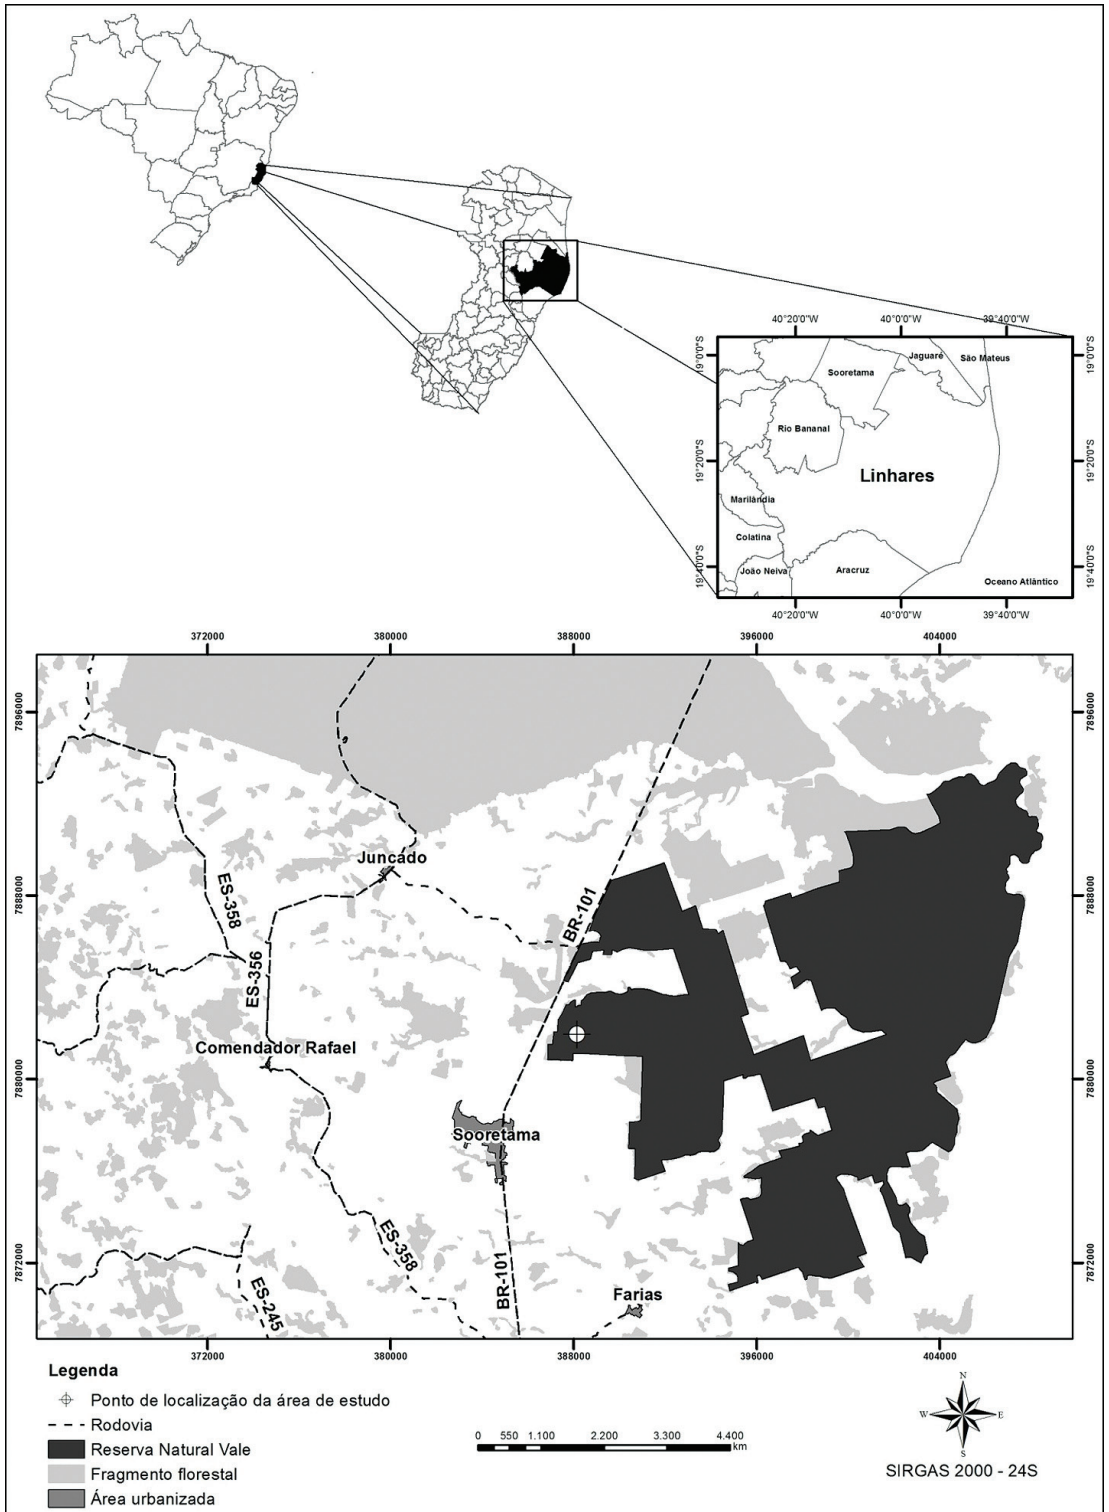 40°20'0"W
40°0'0"W
39°40'0"W
19°0'0"S
19°0'0"S
Jaguaré
São Mateus
Sooretama
Rio Bananal
19°20'0"S
19°20'0"S
Linhares
Marilândia
Colatina
19°40'0"S
19°40'0"S
João Neiva
Aracruz
Oceano Atlântico
40°20'0"W
40°0'0"W
39°40'0"W
372000
380000
388000
396000
404000
7896000
7896000
Juncado
7888000
7888000
ES-358
BR-101
ES-356
Comendador Rafael
7880000
7880000
Sooretama
ES-358
BR-101
7872000
7872000
Farias
ES-245
372000
380000
388000
396000
404000
Legenda
Ponto de localização da área de estudo
Rodovia
Reserva Natural Vale
Fragmento florestal
Área urbanizada
0 550 1.100 2.200 3.300 4.400
km
N
W E
S
SIRGAS 2000 - 24S